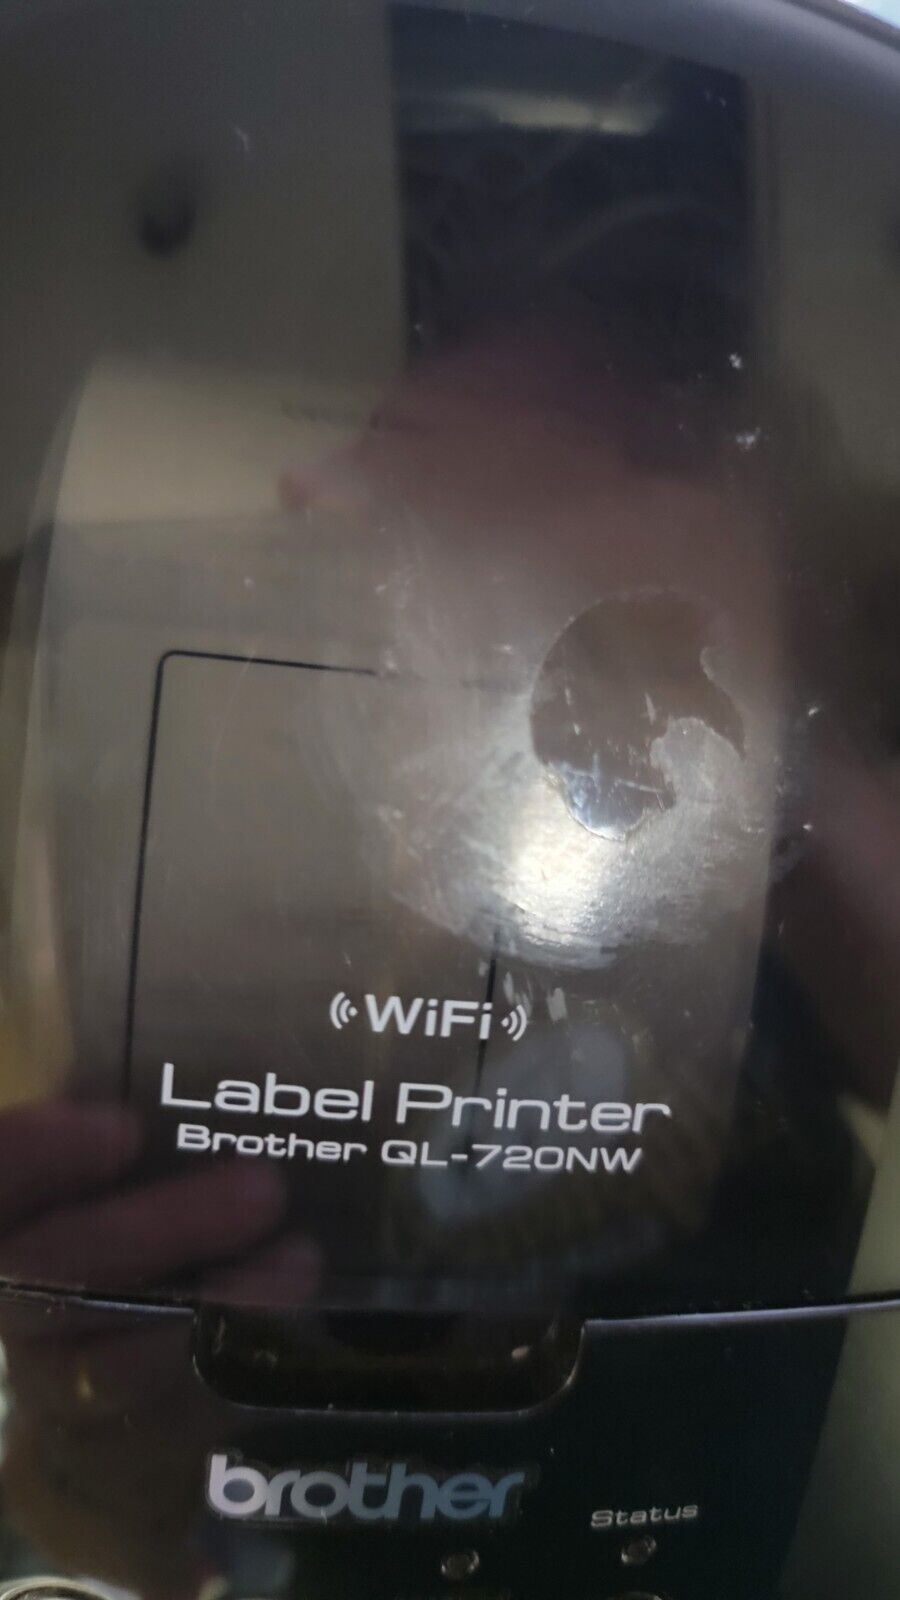 WiFi
Label Printer
Brother QL-720NW
brother
Status